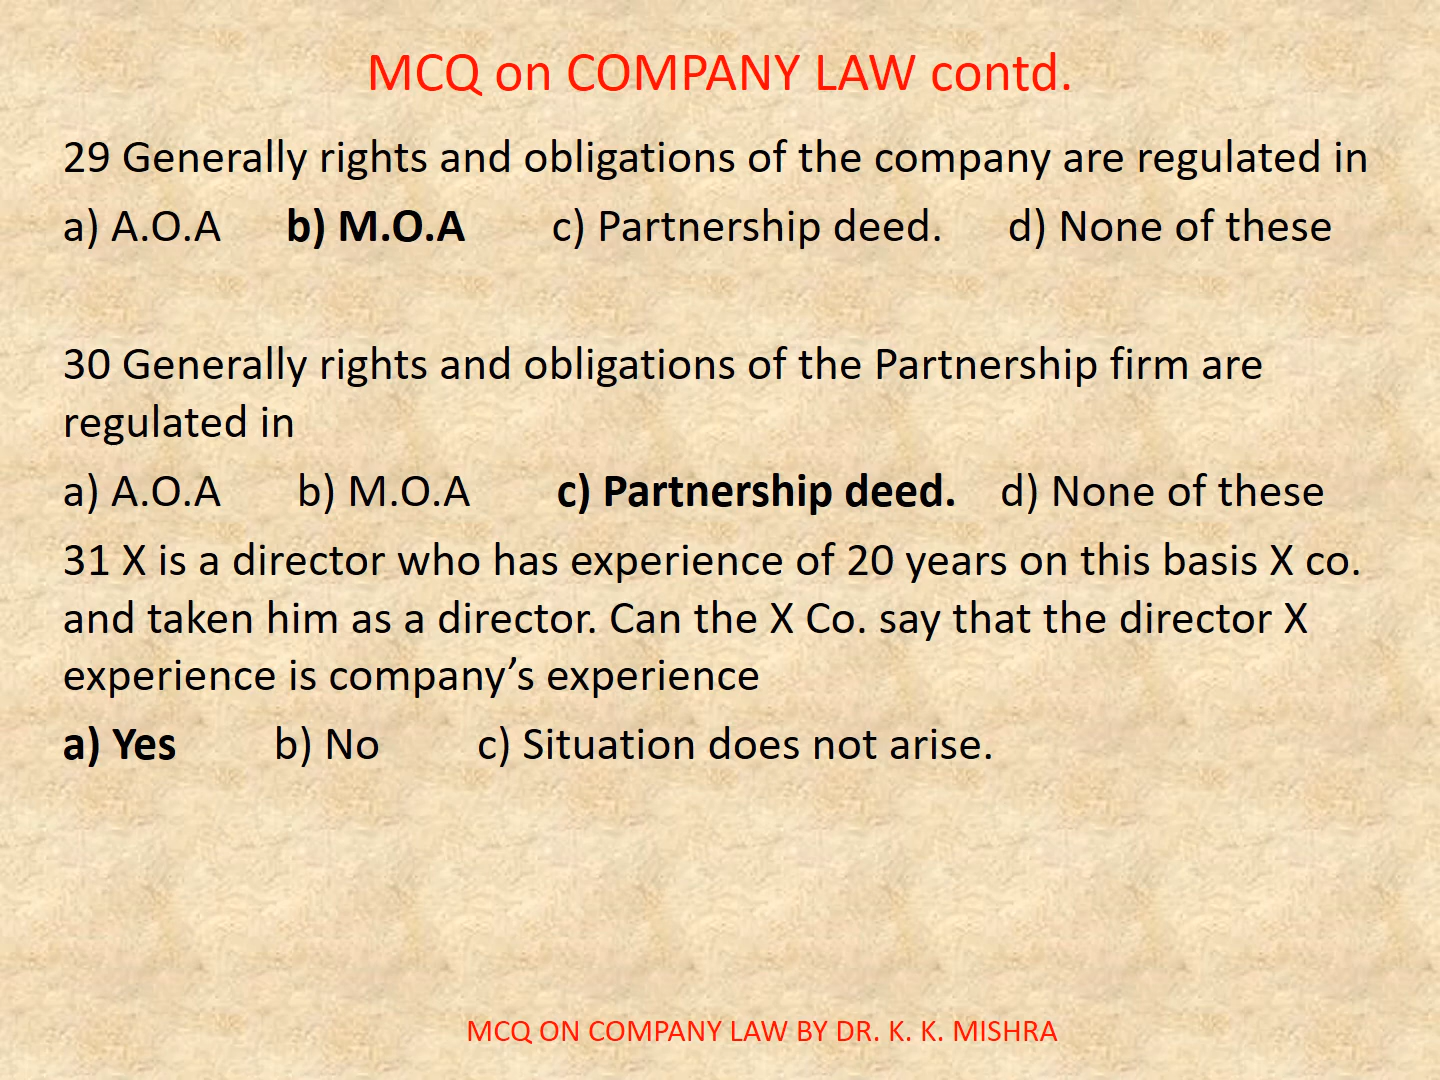 MCQ on COMPANY LAW contd.
29 Generally rights and obligations of the company are regulated in
a) A.O.A b) M.O.A c) Partnership deed. d) None of these
30 Generally rights and obligations of the Partnership firm are
regulated in
a) A.O.A b) M.O.A c) Partnership deed. d) None of these
31 X is a director who has experience of 20 years on this basis X co.
and taken him as a director. Can the X Co. say that the director X
experience is company’s experience
a) Yes b) No c) Situation does not arise.
MCQ ON COMPANY LAW BY DR. K. K. MISHRA